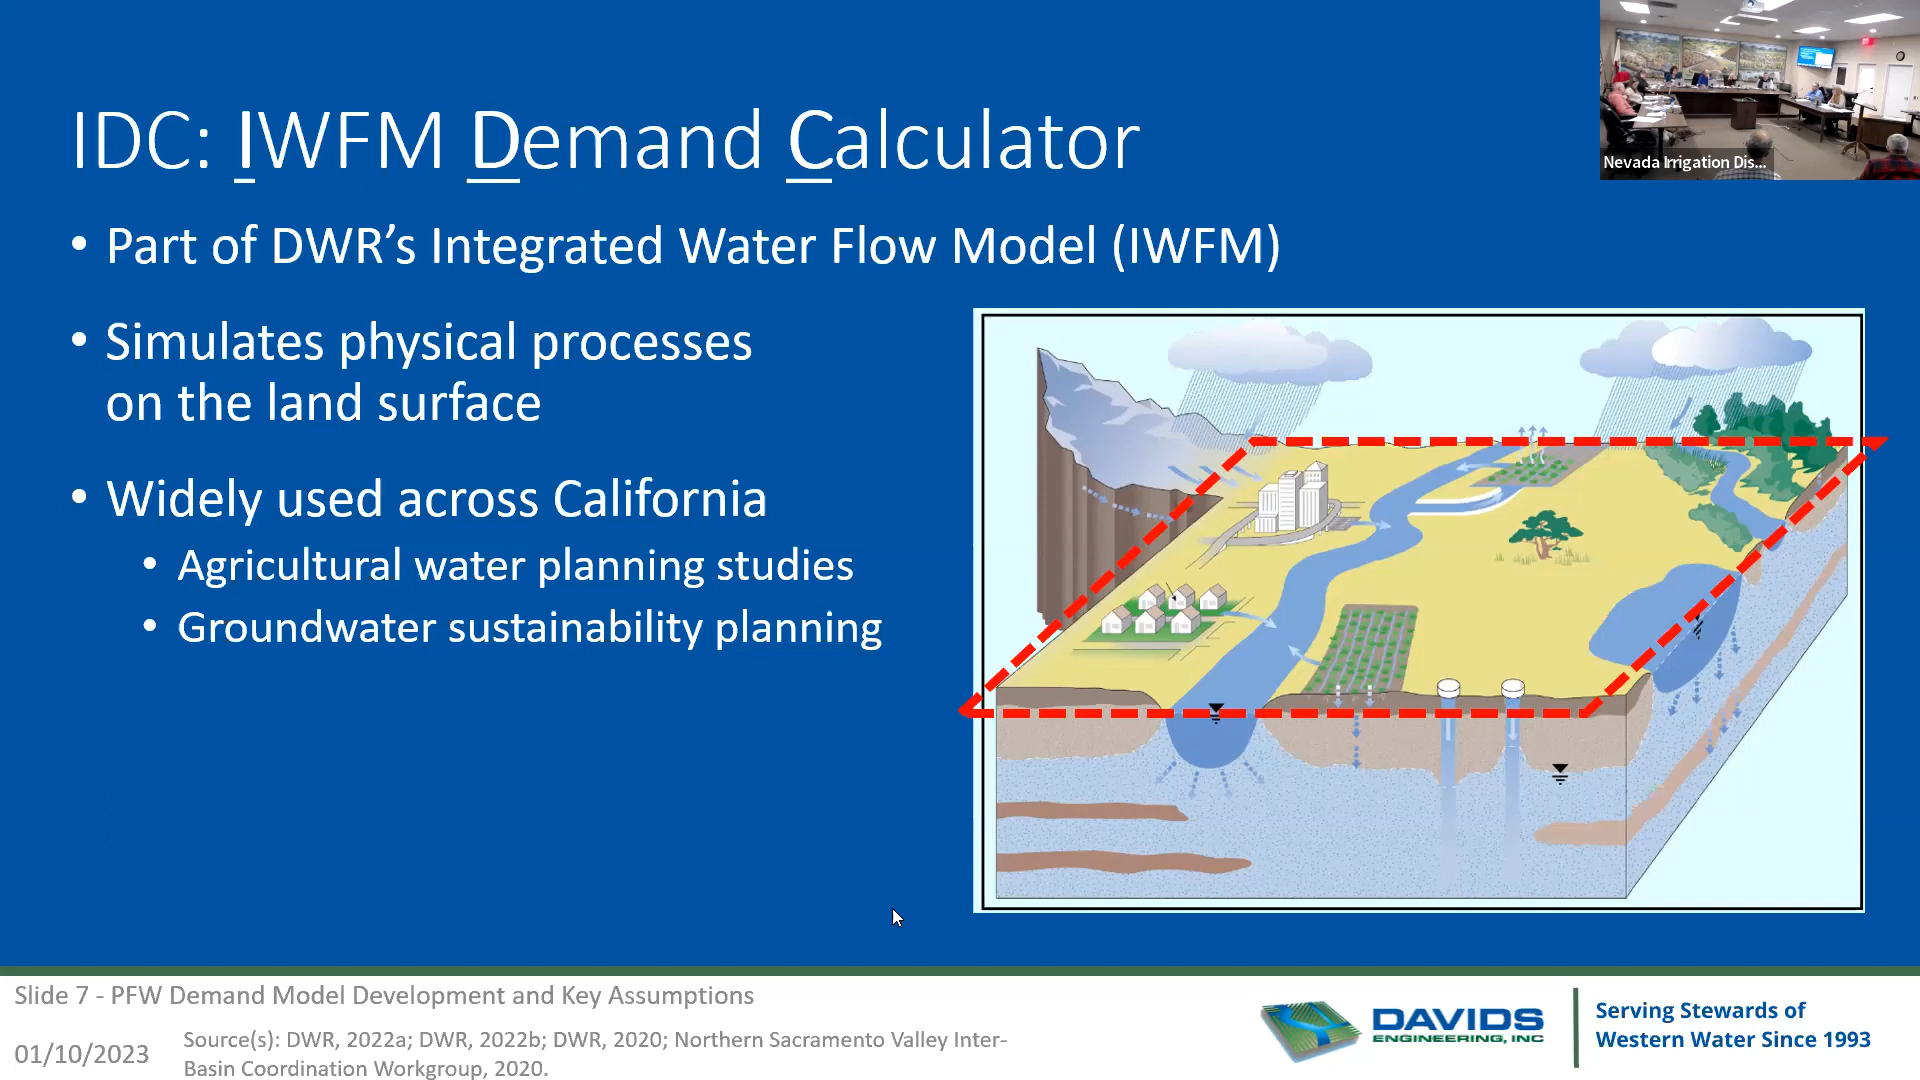 IDC: IWFM Demand Calculator
• Part of DWR’s Integrated Water Flow Model (IWFM)
• Simulates physical processes
on the land surface
• Widely used across California
• Agricultural water planning studies
• Groundwater sustainability planning
Nevada Irrigation Dis...
Slide 7 - PFW Demand Model Development and Key Assumptions
01/10/2023
Source(s): DWR, 2022a; DWR, 2022b; DWR, 2020; Northern Sacramento Valley Inter-
Basin Coordination Workgroup, 2020.
DAVIDS
ENGINEERING, INC
Serving Stewards of
Western Water Since 1993